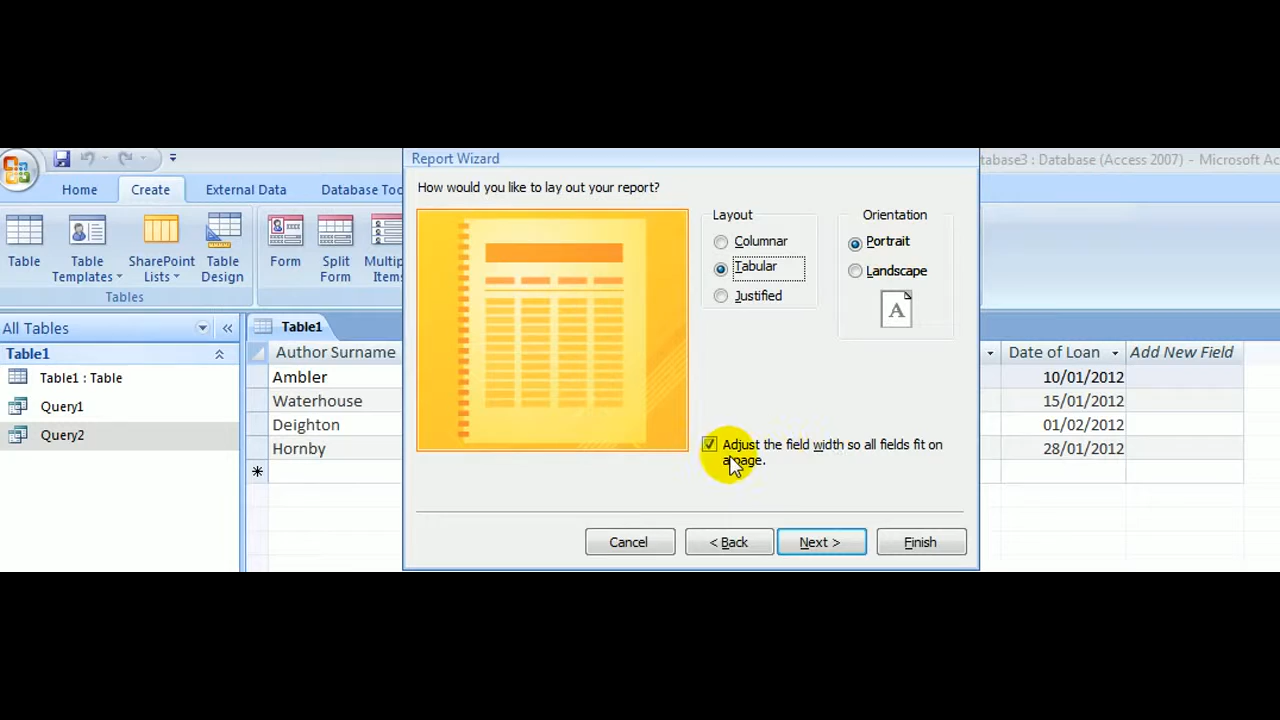 Report Wizard
tabase3 : Database (Access 2007) - Microsoft Ac
Home Create External Data Database Too
How would you like to lay out your report?
Table
Table Templates
SharePoint Lists
Table Design
Form
Split Form
Multip Items
Tables
Layout
Columnar
Tabular
Justified
Orientation
Portrait
Landscape
A
Adjust the field width so all fields fit on
a page.
Cancel < Back Next > Finish
All Tables «
Table1
Table1 : Table
Query1
Query2
Table1
Author Surname Date of Loan Add New Field
Ambler 10/01/2012
Waterhouse 15/01/2012
Deighton 01/02/2012
Hornby 28/01/2012
*